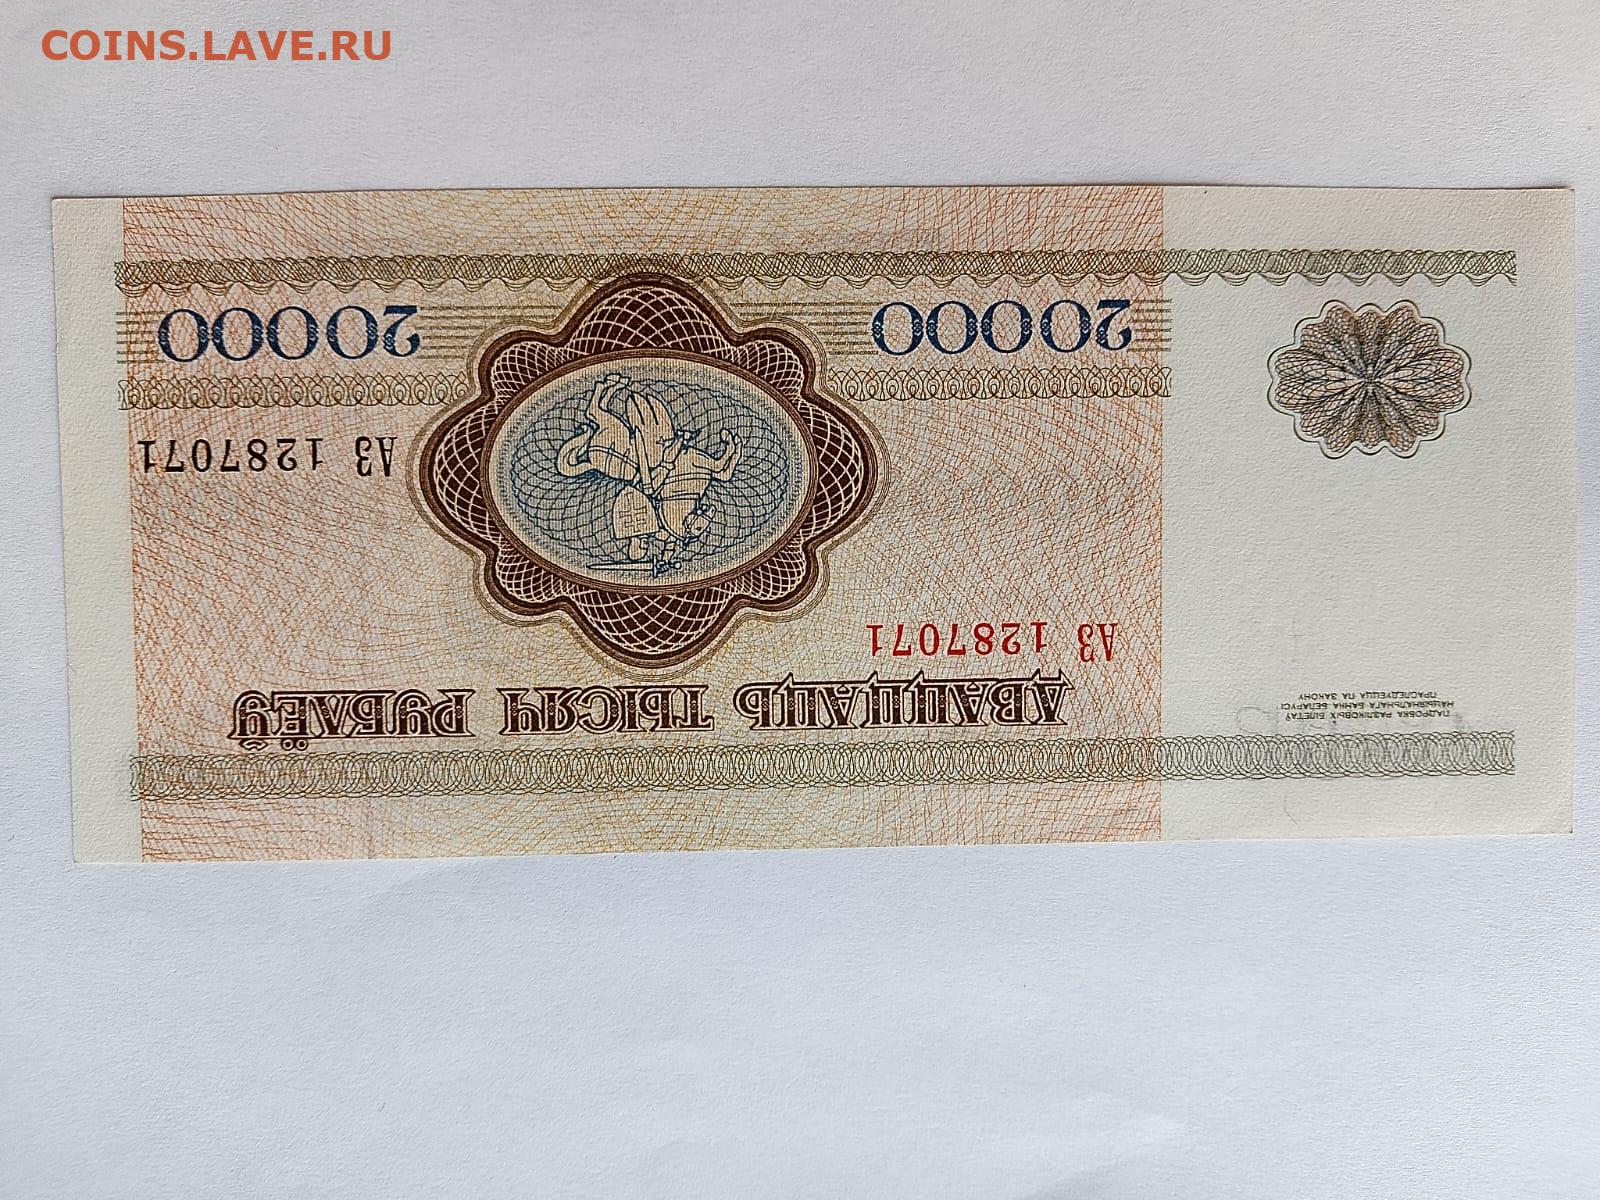 COINS.LAVE.RU
ДВАЦЦАЦЬ ТЫСЯЧ РУБЛЁЎ
ПАДРОБКА РАЗЛІКОВЫХ БІЛЕТАЎ
НАЦЫЯНАЛЬНАГА БАНКА БЕЛАРУСІ
ПРАСЛЕДУЕЦЦА ПА ЗАКОНУ
АЗ 1287071
АЗ 1287071
20000
20000